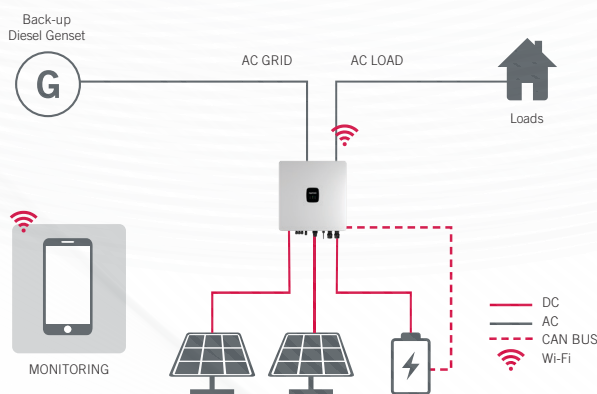 Back-up
Diesel Genset
G
AC GRID
AC LOAD
Loads
MONITORING
DC
AC
CAN BUS
Wi-Fi